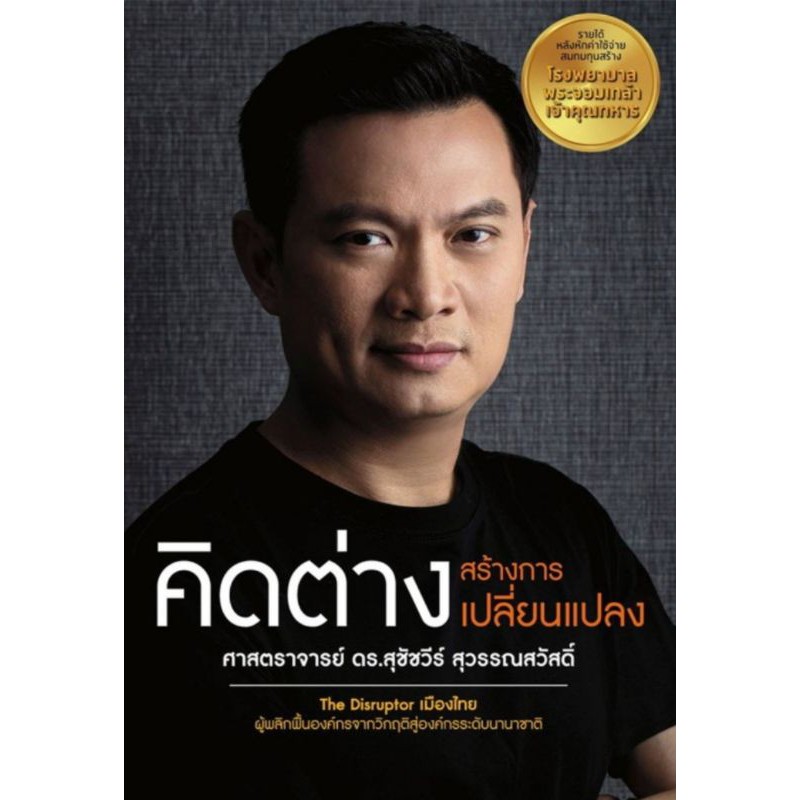 รายได้
หลังหักค่าใช้จ่าย
สมทบทุนสร้าง
โรงพยาบาล
พระจอมเกล้า
เจ้าคุณทหาร
คิดต่าง
สร้างการ
เปลี่ยนแปลง
ศาสตราจารย์ ดร.สุชัชวีร์ สุวรรณสวัสดิ์
The Disruptor เมืองไทย
ผู้พลิกฟื้นองค์กรจากวิกฤติสู่องค์กรระดับนานาชาติ